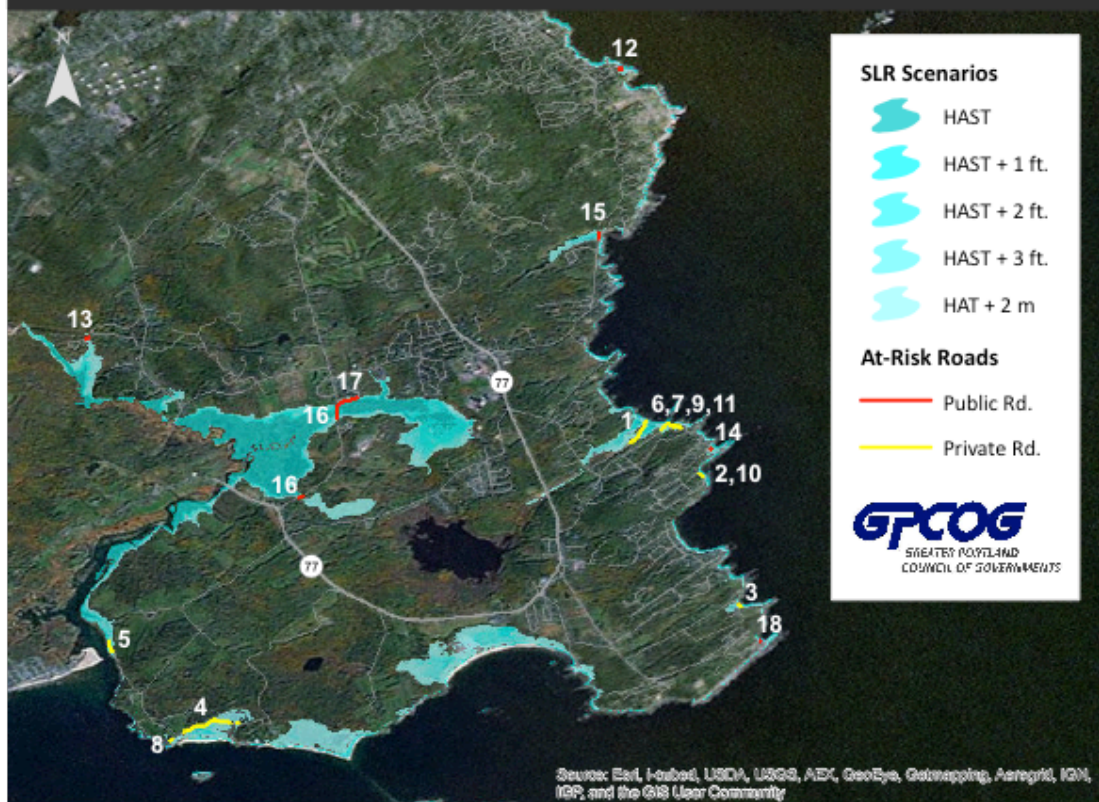 N
12
15
13
17
16
6,7,9,11
1
14
2,10
16
3
18
5
4
8
77
77
SLR Scenarios
HAST
HAST + 1 ft.
HAST + 2 ft.
HAST + 3 ft.
HAT + 2 m
At-Risk Roads
Public Rd.
Private Rd.
GPCOG
GREATER PORTLAND
COUNCIL OF GOVERNMENTS
Source: Esri, i-cubed, USDA, USGS, AEX, GeoEye, Getmapping, Aerogrid, IGN,
IGP, and the GIS User Community